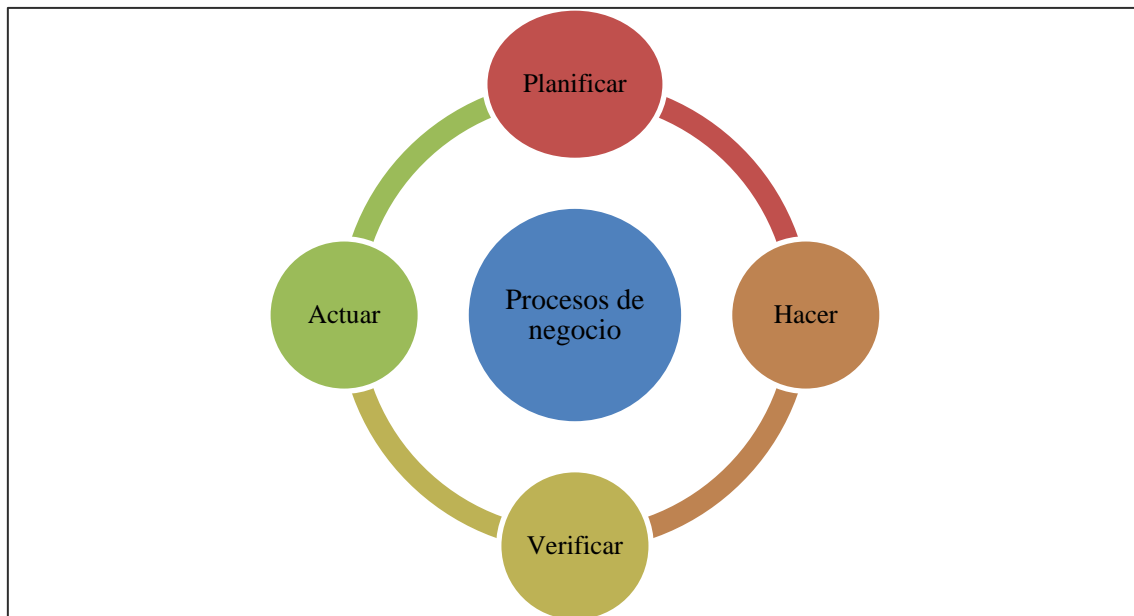 Planificar
Actuar
Procesos de
negocio
Hacer
Verificar